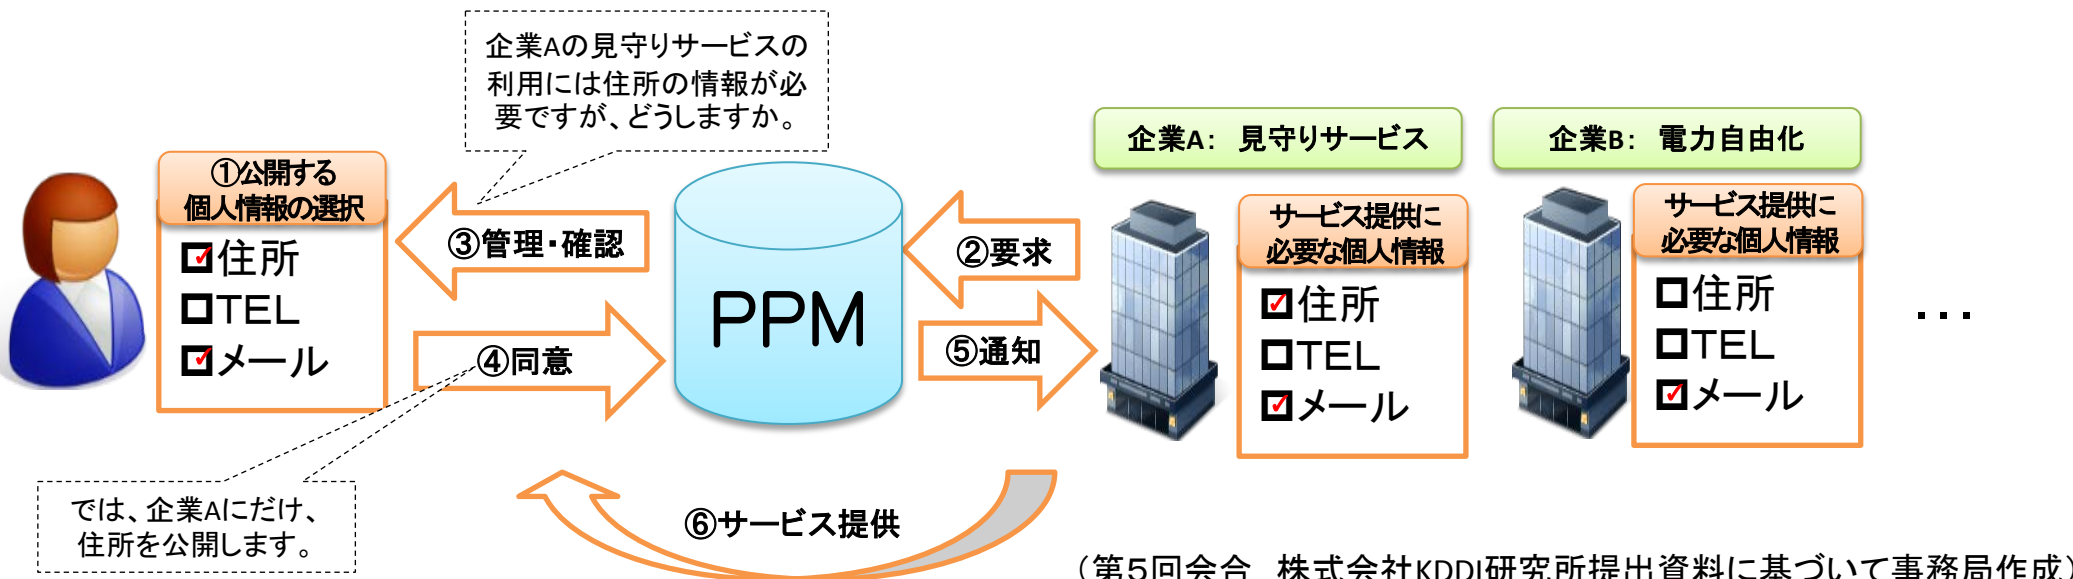 企業Aの見守りサービスの
利用には住所の情報が必
要ですが、どうしますか。
①公開する
個人情報の選択
☑住所
☐TEL
☑メール
③管理・確認
④同意
では、企業Aにだけ、
住所を公開します。
PPM
②要求
⑤通知
⑥サービス提供
企業A： 見守りサービス
サービス提供に
必要な個人情報
☑住所
☐TEL
☑メール
企業B： 電力自由化
サービス提供に
必要な個人情報
☐住所
☐TEL
☑メール
…
（第5回会合 株式会社KDDI研究所提出資料に基づいて事務局作成）